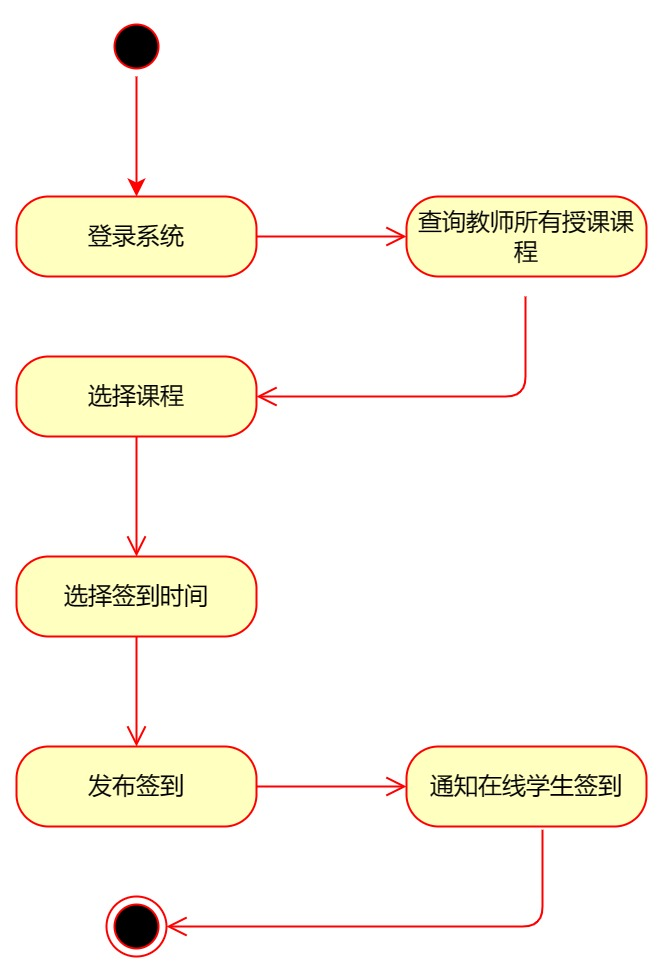 登录系统
查询教师所有授课课
程
选择课程
选择签到时间
发布签到
通知在线学生签到